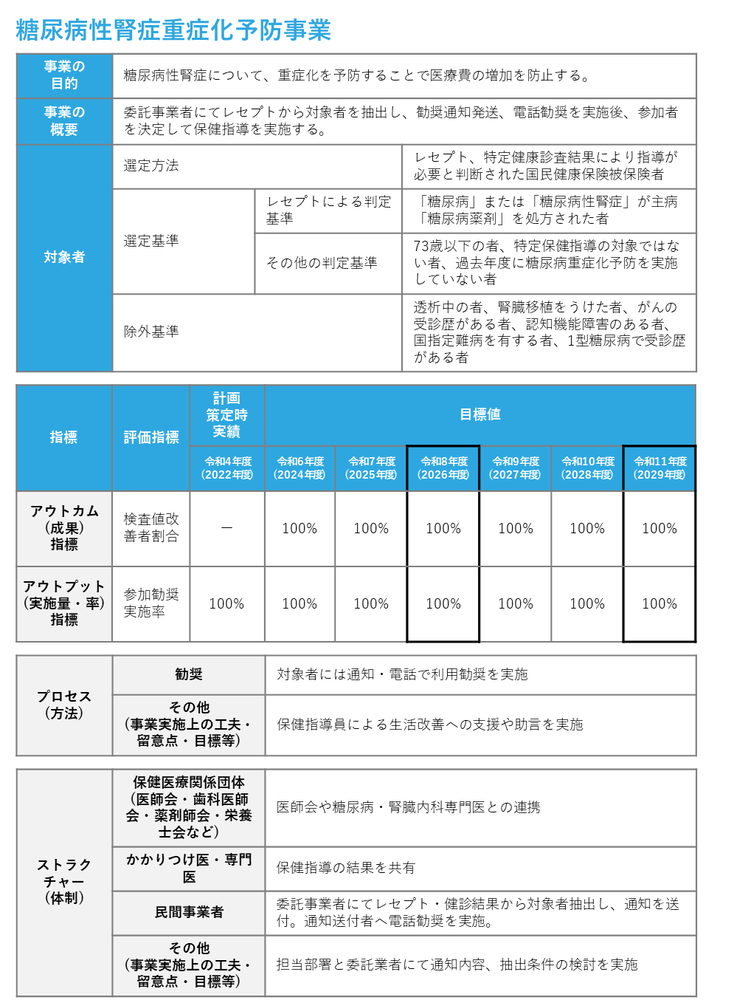 糖尿病性腎症重症化予防事業
事業の
目的
糖尿病性腎症について、重症化を予防することで医療費の増加を防止する。
事業の
概要
委託事業者にてレセプトから対象者を抽出し、勧奨通知発送、電話勧奨を実施後、参加者
を決定して保健指導を実施する。
対象者
選定方法
レセプト、特定健康診査結果により指導が
必要と判断された国民健康保険被保険者
選定基準
レセプトによる判定
基準
「糖尿病」または「糖尿病性腎症」が主病
「糖尿病薬剤」を処方された者
その他の判定基準
73歳以下の者、特定保健指導の対象ではな
い者、過去年度に糖尿病重症化予防を実施
していない者
除外基準
透析中の者、腎臓移植をうけた者、がんの
受診歴がある者、認知機能障害のある者、
国指定難病を有する者、1型糖尿病で受診歴
がある者
指標
評価指標
計画
策定時
実績
目標値
令和4年度
(2022年度)
令和6年度
(2024年度)
令和7年度
(2025年度)
令和8年度
(2026年度)
令和9年度
(2027年度)
令和10年度
(2028年度)
令和11年度
(2029年度)
アウトカム
(成果)
指標
検査値改
善者割合
―
100%
100%
100%
100%
100%
100%
アウトプット
(実施量・率)
指標
参加勧奨
実施率
100%
100%
100%
100%
100%
100%
100%
プロセス
(方法)
勧奨
対象者には通知・電話で利用勧奨を実施
その他
(事業実施上の工夫・
留意点・目標等)
保健指導員による生活改善への支援や助言を実施
ストラク
チャー
(体制)
保健医療関係団体
(医師会・歯科医師
会・薬剤師会・栄養
士会など)
医師会や糖尿病・腎臓内科専門医との連携
かかりつけ医・専門
医
保健指導の結果を共有
民間事業者
委託事業者にてレセプト・健診結果から対象者抽出し、通知を送
付。通知送付者へ電話勧奨を実施。
その他
(事業実施上の工夫・
留意点・目標等)
担当部署と委託業者にて通知内容、抽出条件の検討を実施